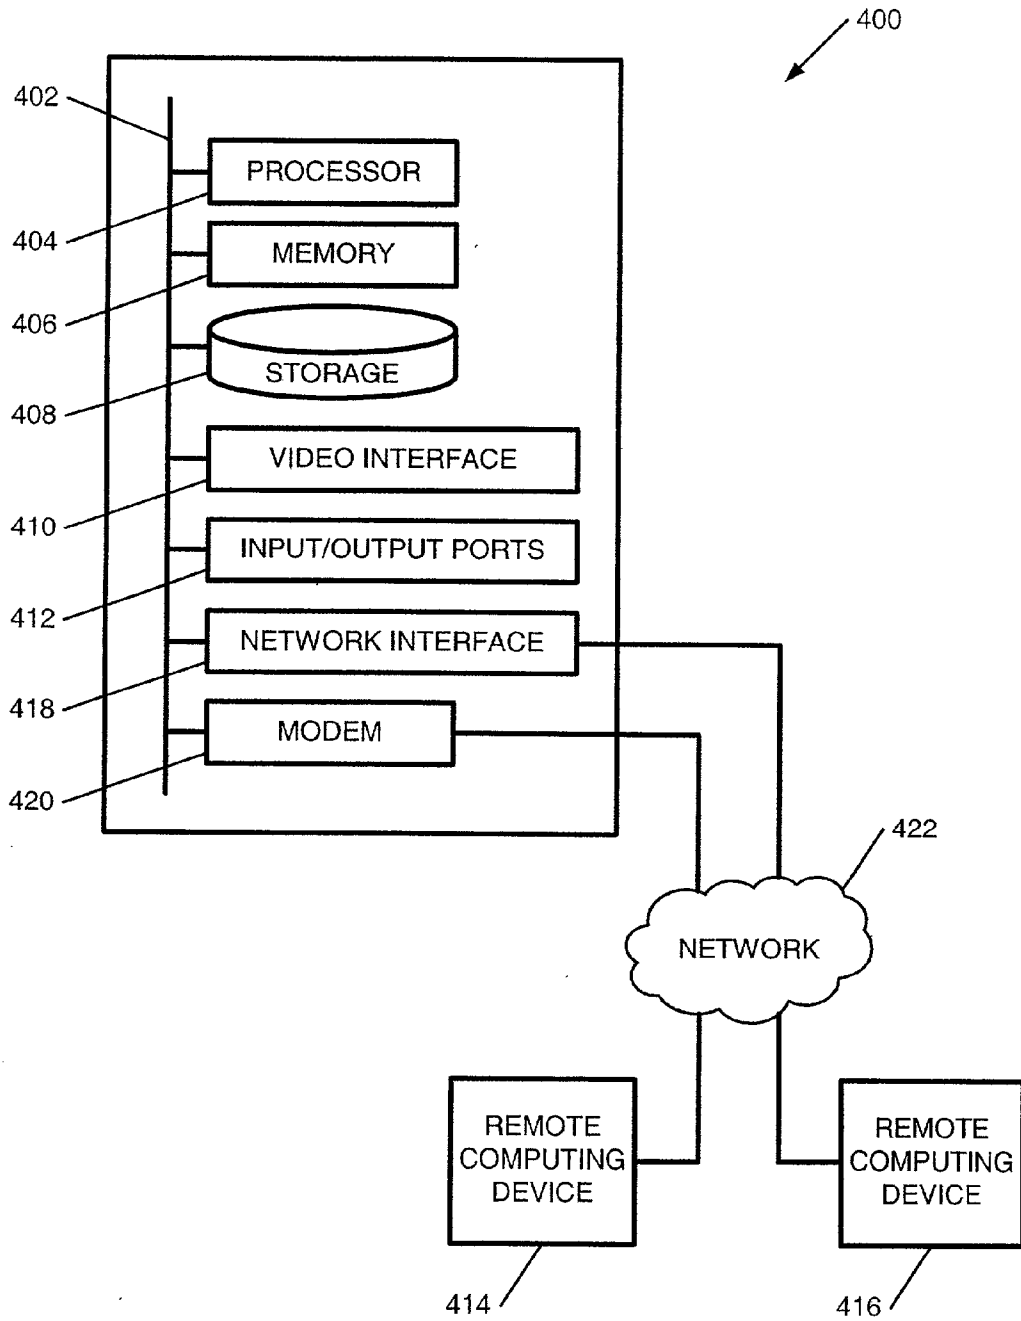 400
402
PROCESSOR
404
MEMORY
406
STORAGE
408
VIDEO INTERFACE
410
INPUT/OUTPUT PORTS
412
NETWORK INTERFACE
418
MODEM
420
422
NETWORK
REMOTE
COMPUTING
DEVICE
414
REMOTE
COMPUTING
DEVICE
416